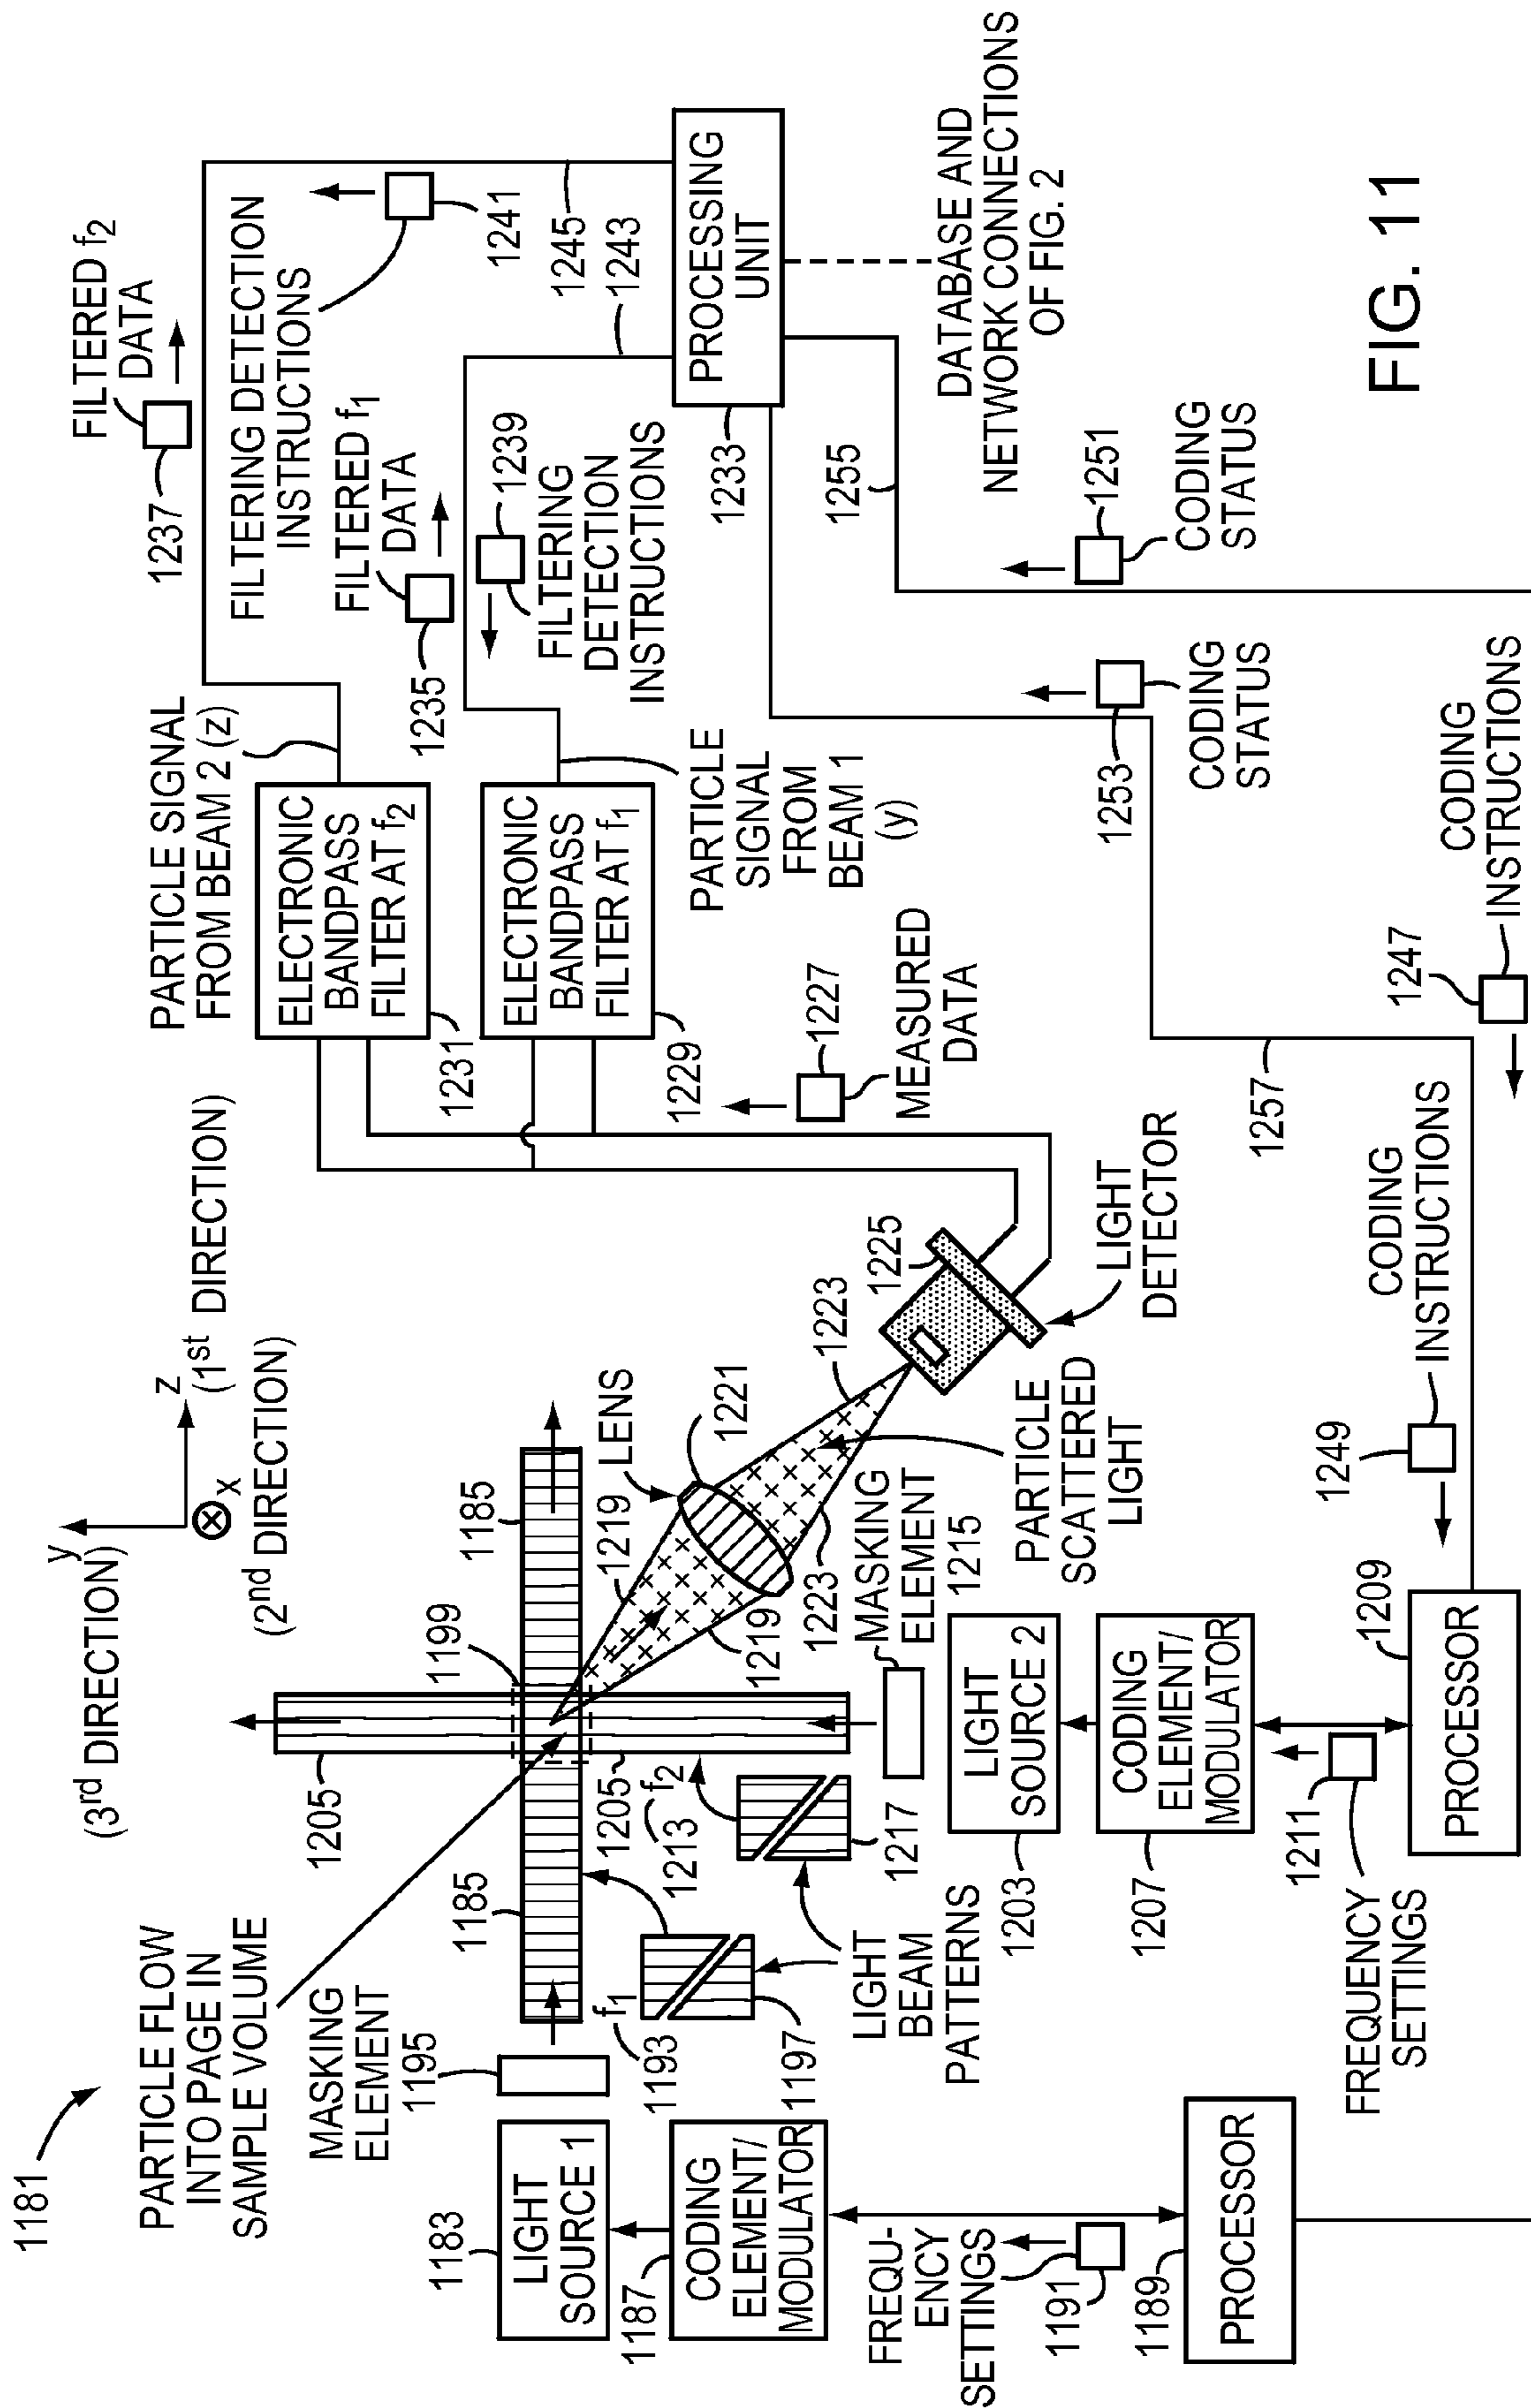 1181
PARTICLE FLOW
INTO PAGE IN
SAMPLE VOLUME
MASKING
ELEMENT
1195
1183
LIGHT
SOURCE 1
1187
CODING
ELEMENT/
MODULATOR
FREQU-
ENCY
SETTINGS
1191
1189
PROCESSOR
f1
1193
1197
LIGHT
BEAM
PATTERNS
1185
1185
y
(3rd DIRECTION)
z
(1st DIRECTION)
x
(2nd DIRECTION)
1205
1199
1205
f2
1213
1217
1219
1219
LENS
1221
1223
1223
MASKING
ELEMENT
1215
PARTICLE
SCATTERED
LIGHT
1225
LIGHT
DETECTOR
LIGHT
SOURCE 2
1203
CODING
ELEMENT/
MODULATOR
1207
1211
FREQUENCY
SETTINGS
1209
PROCESSOR
1249
CODING
INSTRUCTIONS
1257
1247
CODING
INSTRUCTIONS
1227
MEASURED
DATA
PARTICLE SIGNAL
FROM BEAM 2 (z)
ELECTRONIC
BANDPASS
FILTER AT f2
1231
ELECTRONIC
BANDPASS
FILTER AT f1
1229
PARTICLE
SIGNAL
FROM
BEAM 1
(y)
1237
FILTERED f2
DATA
FILTERING DETECTION
INSTRUCTIONS
1241
FILTERED f1
DATA
1235
1239
FILTERING
DETECTION
INSTRUCTIONS
1245
1243
PROCESSING
UNIT
1233
1255
DATABASE AND
NETWORK CONNECTIONS
OF FIG. 2
1253
CODING
STATUS
1251
CODING
STATUS
FIG. 11